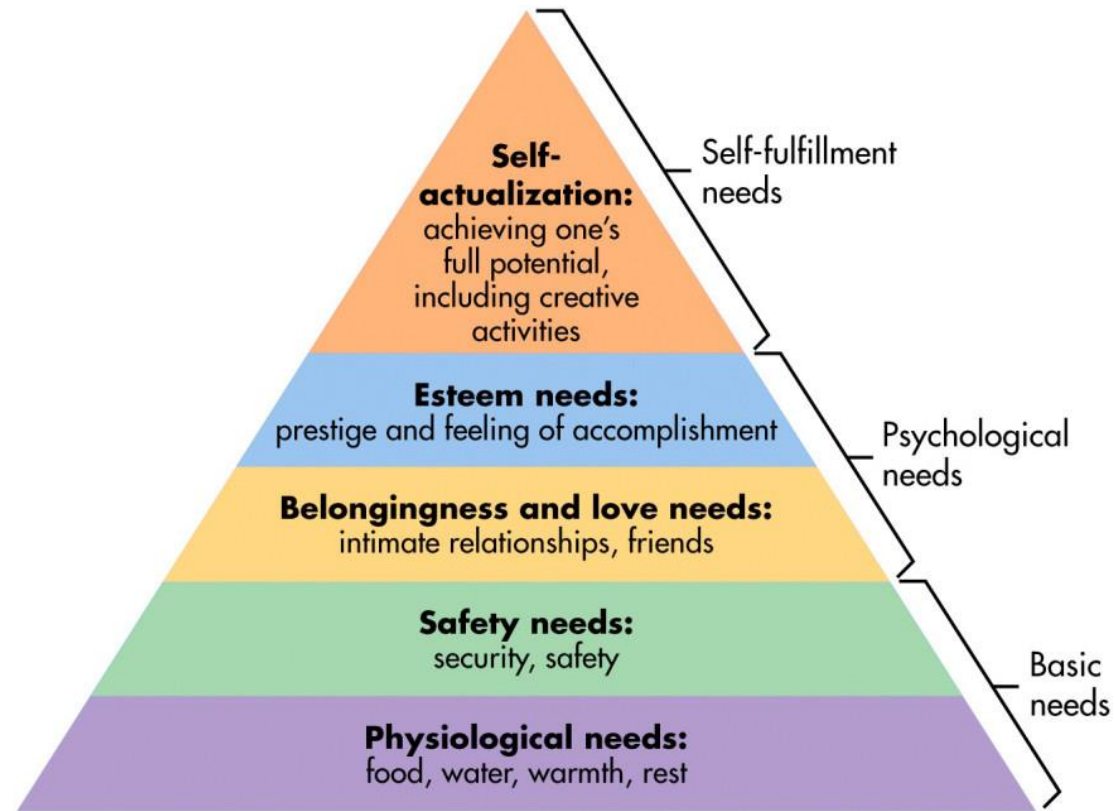 Self-
actualization:
achieving one's
full potential,
including creative
activities
Self-fulfillment
needs
Esteem needs:
prestige and feeling of accomplishment
Psychological
needs
Belongingness and love needs:
intimate relationships, friends
Safety needs:
security, safety
Basic
needs
Physiological needs:
food, water, warmth, rest